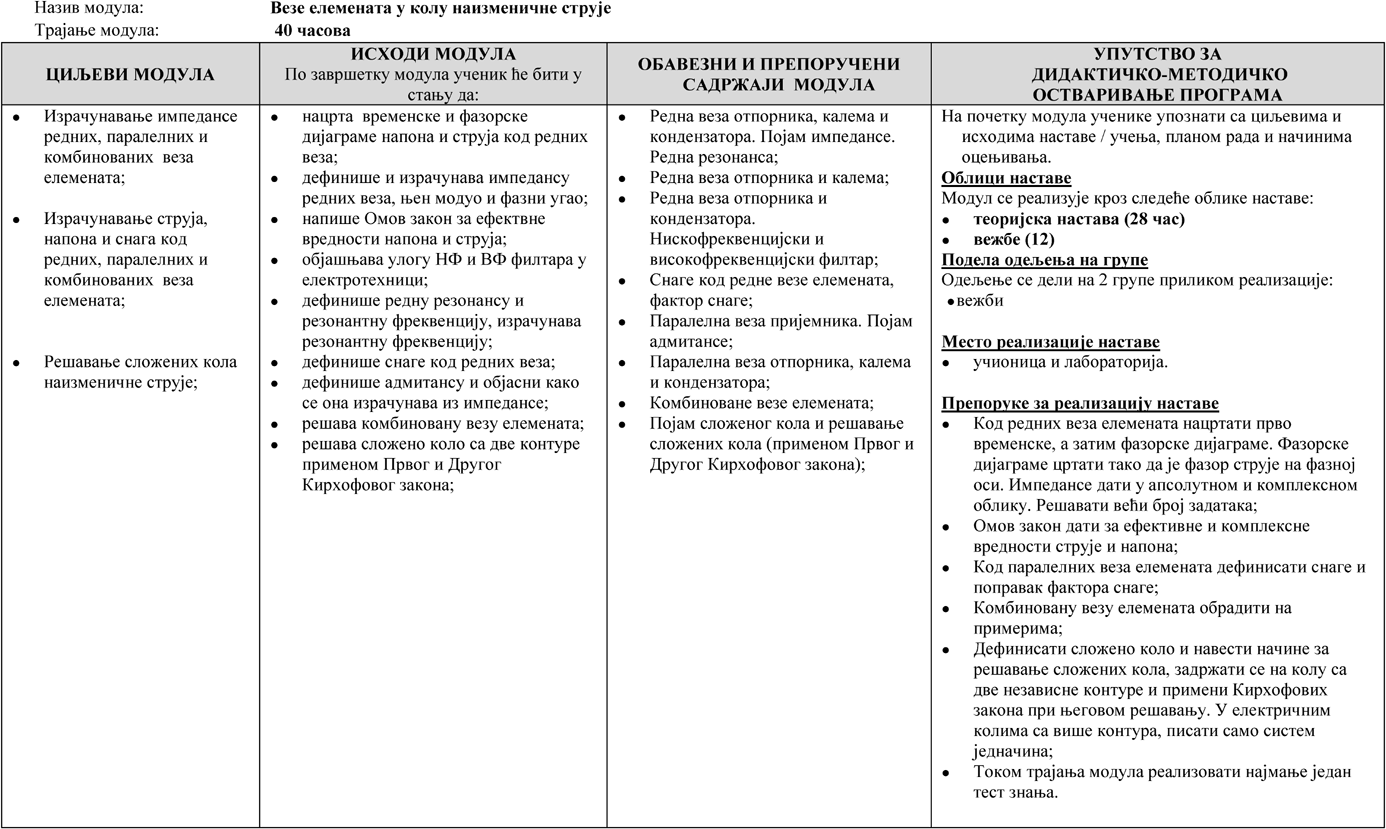 Назив модула: Везе елемената у колу наизменичне струје
Трајање модула: 40 часова
ЦИЉЕВИ МОДУЛА
ИСХОДИ МОДУЛА
По завршетку модула ученик ће бити у
стању да:
ОБАВЕЗНИ И ПРЕПОРУЧЕНИ
САДРЖАЈИ МОДУЛА
УПУТСТВО ЗА
ДИДАКТИЧКО-МЕТОДИЧКО
ОСТВАРИВАЊЕ ПРОГРАМА
• Израчунавање импедансе
редних, паралелних и
комбинованих веза
елемената;
• Израчунавање струја,
напона и снага код
редних, паралелних и
комбинованих веза
елемената;
• Решавање сложених кола
наизменичне струје;
• нацрта временске и фазорске
дијаграме напона и струја код редних
веза;
• дефинише и израчунава импедансу
редних веза, њен модуо и фазни угао;
• напише Омов закон за ефектвне
вредности напона и струја;
• објашњава улогу НФ и ВФ филтара у
електротехници;
• дефинише редну резонансу и
резонантну фреквенцију, израчунава
резонантну фреквенцију;
• дефинише снаге код редних веза;
• дефинише адмитансу и објасни како
се она израчунава из импедансе;
• решава комбиновану везу елемената;
• решава сложено коло са две контуре
применом Првог и Другог
Кирхофовог закона;
• Редна веза отпорника, калема и
кондензатора. Појам импедансе.
Редна резонанса;
• Редна веза отпорника и калема;
• Редна веза отпорника и
кондензатора.
Нискофреквенцијски и
високофреквенцијски филтар;
• Снаге код редне везе елемената,
фактор снаге;
• Паралелна веза пријемника. Појам
адмитансе;
• Паралелна веза отпорника, калема
и кондензатора;
• Комбиноване везе елемената;
• Појам сложеног кола и решавање
сложених кола (применом Првог и
Другог Кирхофовог закона);
На почетку модула ученике упознати са циљевима и
исходима наставе / учења, планом рада и начинима
оцењивања.
Облици наставе
Модул се реализује кроз следеће облике наставе:
• теоријска настава (28 час)
• вежбе (12)
Подела одељења на групе
Одељење се дели на 2 групе приликом реализације:
• вежби
Место реализације наставе
• учионица и лабораторија.
Препоруке за реализацију наставе
• Код редних веза елемената нацртати прво
временске, а затим фазорске дијаграме. Фазорске
дијаграме цртати тако да је фазор струје на фазној
оси. Импедансе дати у апсолутном и комплексном
облику. Решавати већи број задатака;
• Омов закон дати за ефективне и комплексне
вредности струје и напона;
• Код паралелних веза елемената дефинисати снаге и
поправак фактора снаге;
• Комбиновану везу елемената обрадити на
примерима;
• Дефинисати сложено коло и навести начине за
решавање сложених кола, задржати се на колу са
две независне контуре и примени Кирхофових
закона при његовом решавању. У електричним
колима са више контура, писати само систем
једначина;
• Током трајања модула реализовати најмање један
тест знања.